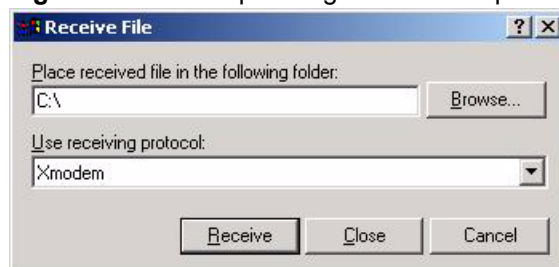 Receive File
Place received file in the following folder:
C:\
Browse...
Use receiving protocol:
Xmodem
Receive Close Cancel